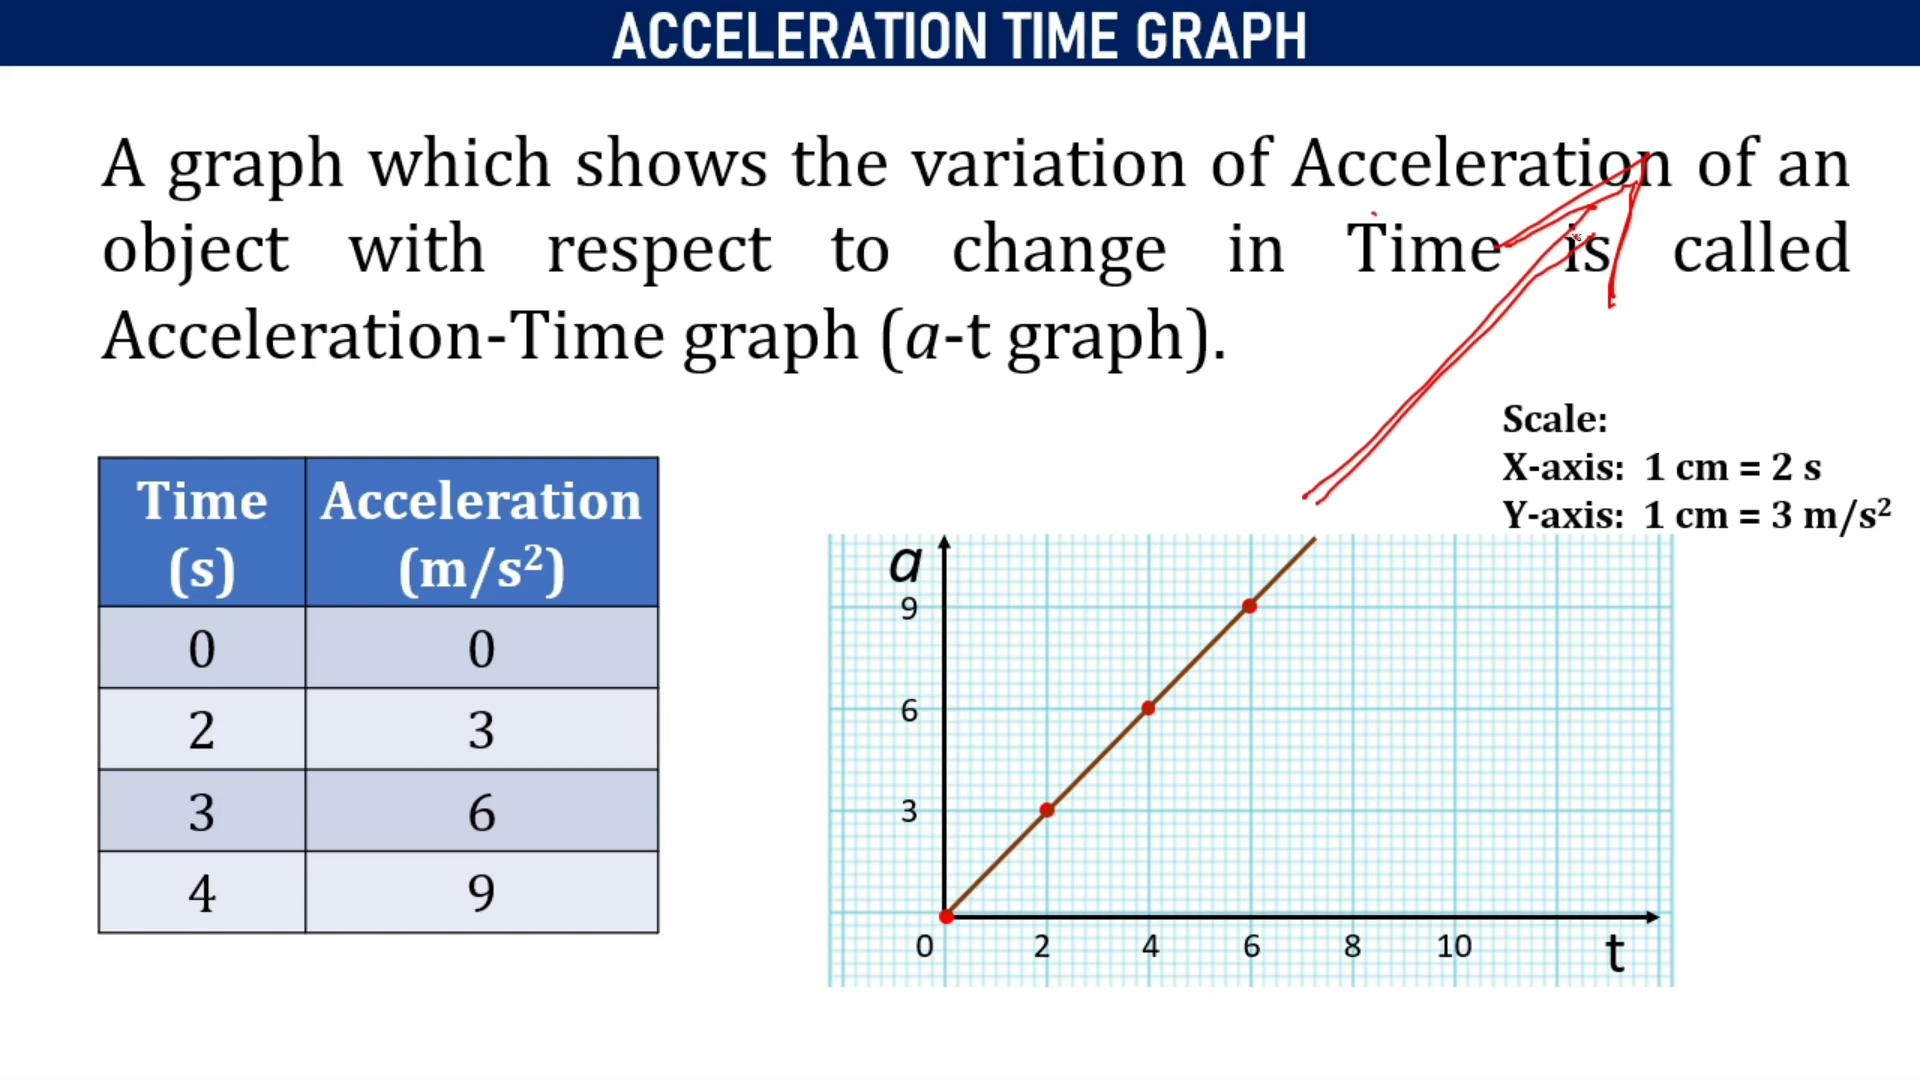 ACCELERATION TIME GRAPH
A graph which shows the variation of Acceleration of an
object with respect to change in Time is called
Acceleration-Time graph (a-t graph).
Scale:
X-axis: 1 cm = 2 s
Y-axis: 1 cm = 3 m/s²
Time (s) Acceleration (m/s²)
0 0
2 3
3 6
4 9
a
9
6
3
0 2 4 6 8 10 t